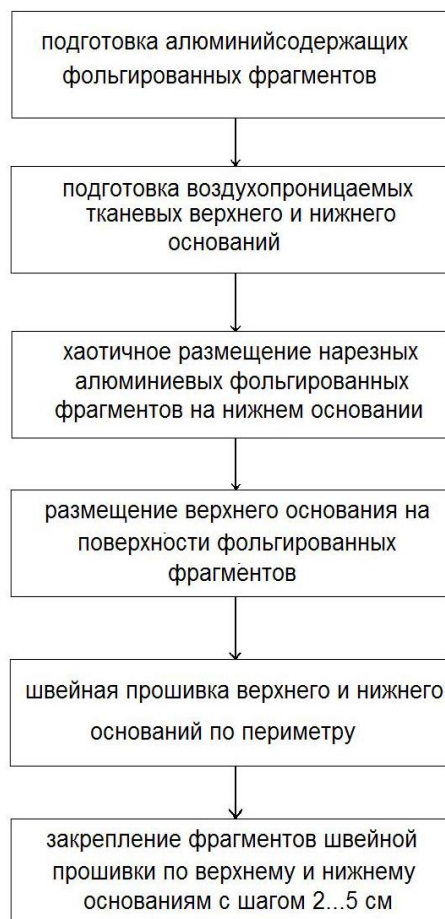 подготовка алюминийсодержащих
фольгированных фрагментов
подготовка воздухопроницаемых
тканевых верхнего и нижнего
оснований
хаотичное размещение нарезных
алюминиевых фольгированных
фрагментов на нижнем основании
размещение верхнего основания на
поверхности фольгированных
фрагментов
швейная прошивка верхнего и нижнего
оснований по периметру
закрепление фрагментов швейной
прошивки по верхнему и нижнему
основаниям с шагом 2...5 см